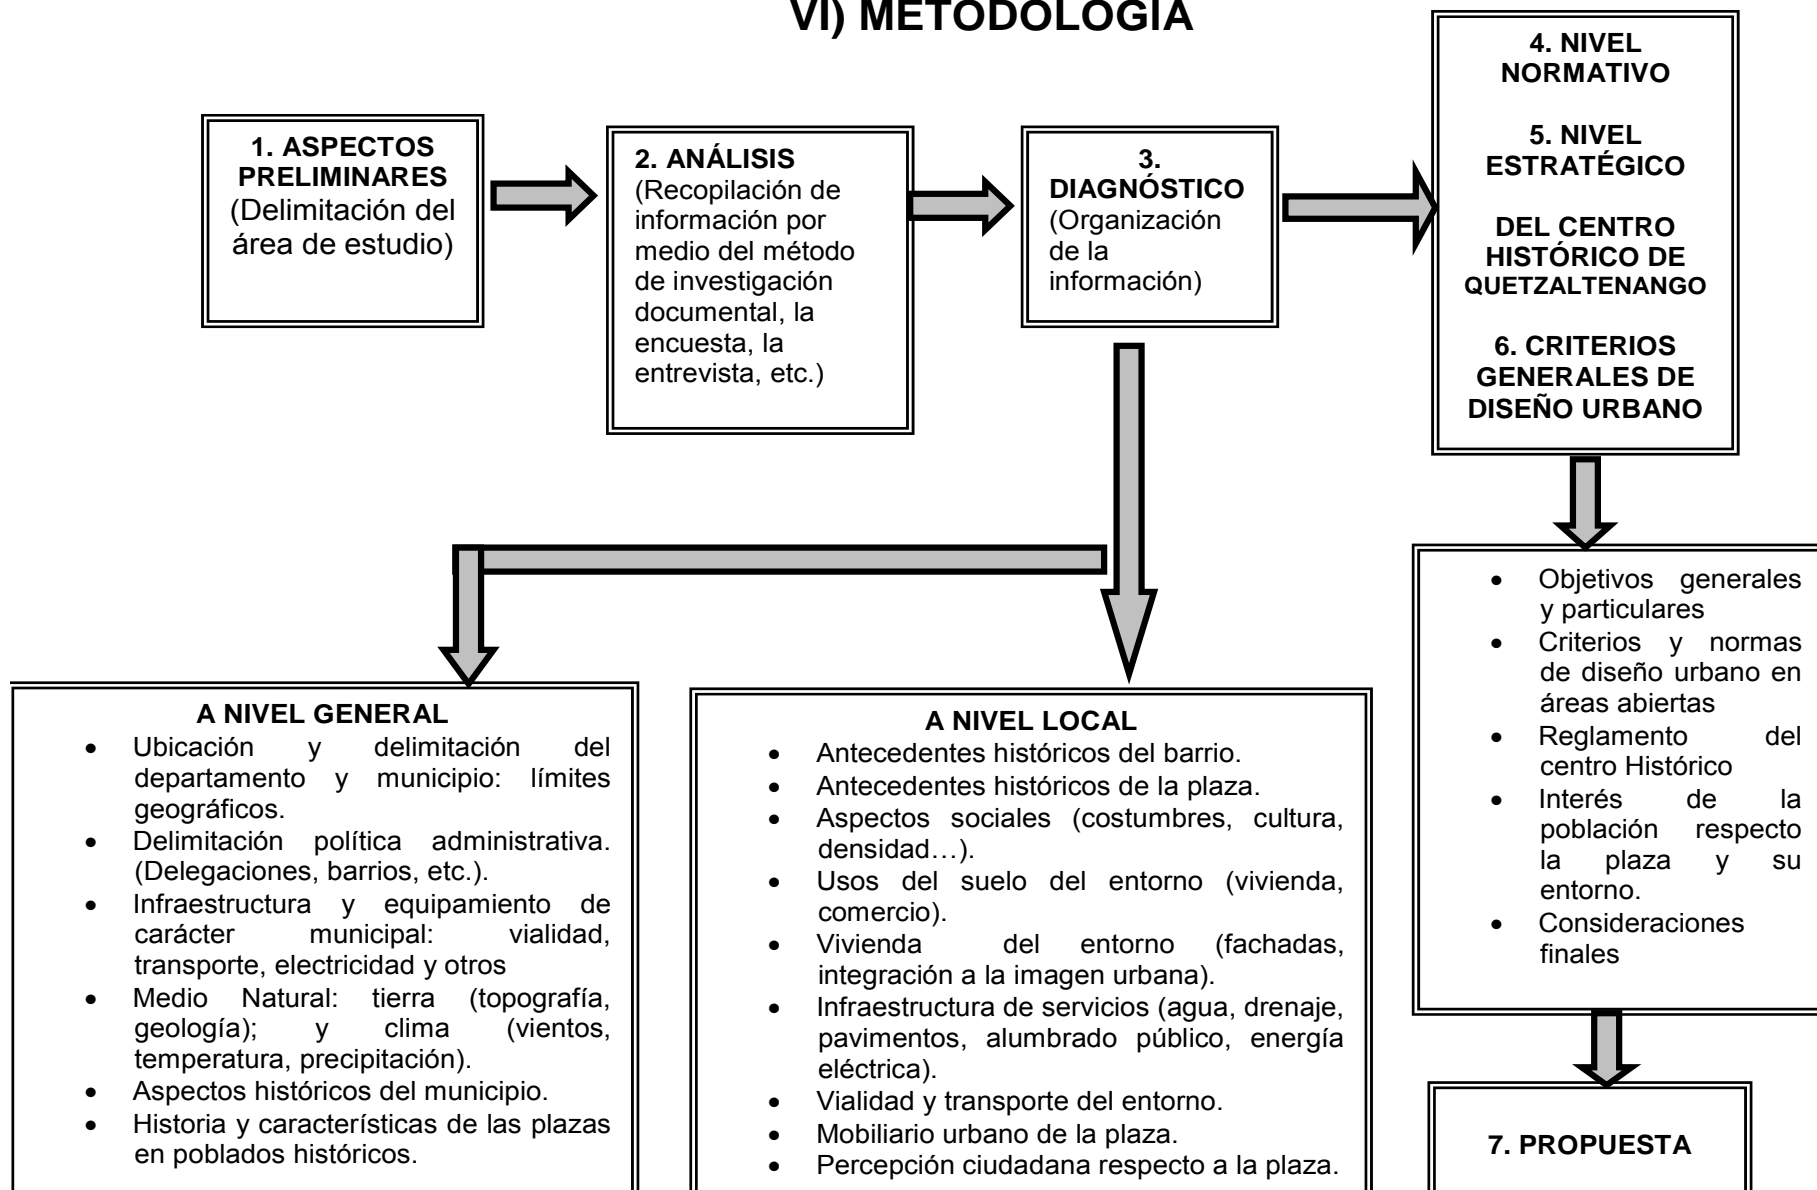 VI) METODOLOGÍA
1. ASPECTOS
PRELIMINARES
(Delimitación del
área de estudio)
2. ANÁLISIS
(Recopilación de
información por
medio del método
de investigación
documental, la
encuesta, la
entrevista, etc.)
3.
DIAGNÓSTICO
(Organización
de la
información)
4. NIVEL
NORMATIVO
5. NIVEL
ESTRATÉGICO
DEL CENTRO
HISTÓRICO DE
QUETZALTENANGO
6. CRITERIOS
GENERALES DE
DISEÑO URBANO
A NIVEL GENERAL
• Ubicación y delimitación del
departamento y municipio: límites
geográficos.
• Delimitación política administrativa.
(Delegaciones, barrios, etc.).
• Infraestructura y equipamiento de
carácter municipal: vialidad,
transporte, electricidad y otros
• Medio Natural: tierra (topografía,
geología); y clima (vientos,
temperatura, precipitación).
• Aspectos históricos del municipio.
• Historia y características de las plazas
en poblados históricos.
A NIVEL LOCAL
• Antecedentes históricos del barrio.
• Antecedentes históricos de la plaza.
• Aspectos sociales (costumbres, cultura,
densidad…).
• Usos del suelo del entorno (vivienda,
comercio).
• Vivienda del entorno (fachadas,
integración a la imagen urbana).
• Infraestructura de servicios (agua, drenaje,
pavimentos, alumbrado público, energía
eléctrica).
• Vialidad y transporte del entorno.
• Mobiliario urbano de la plaza.
• Percepción ciudadana respecto a la plaza.
• Objetivos generales
y particulares
• Criterios y normas
de diseño urbano en
áreas abiertas
• Reglamento del
centro Histórico
• Interés de la
población respecto
la plaza y su
entorno.
• Consideraciones
finales
7. PROPUESTA